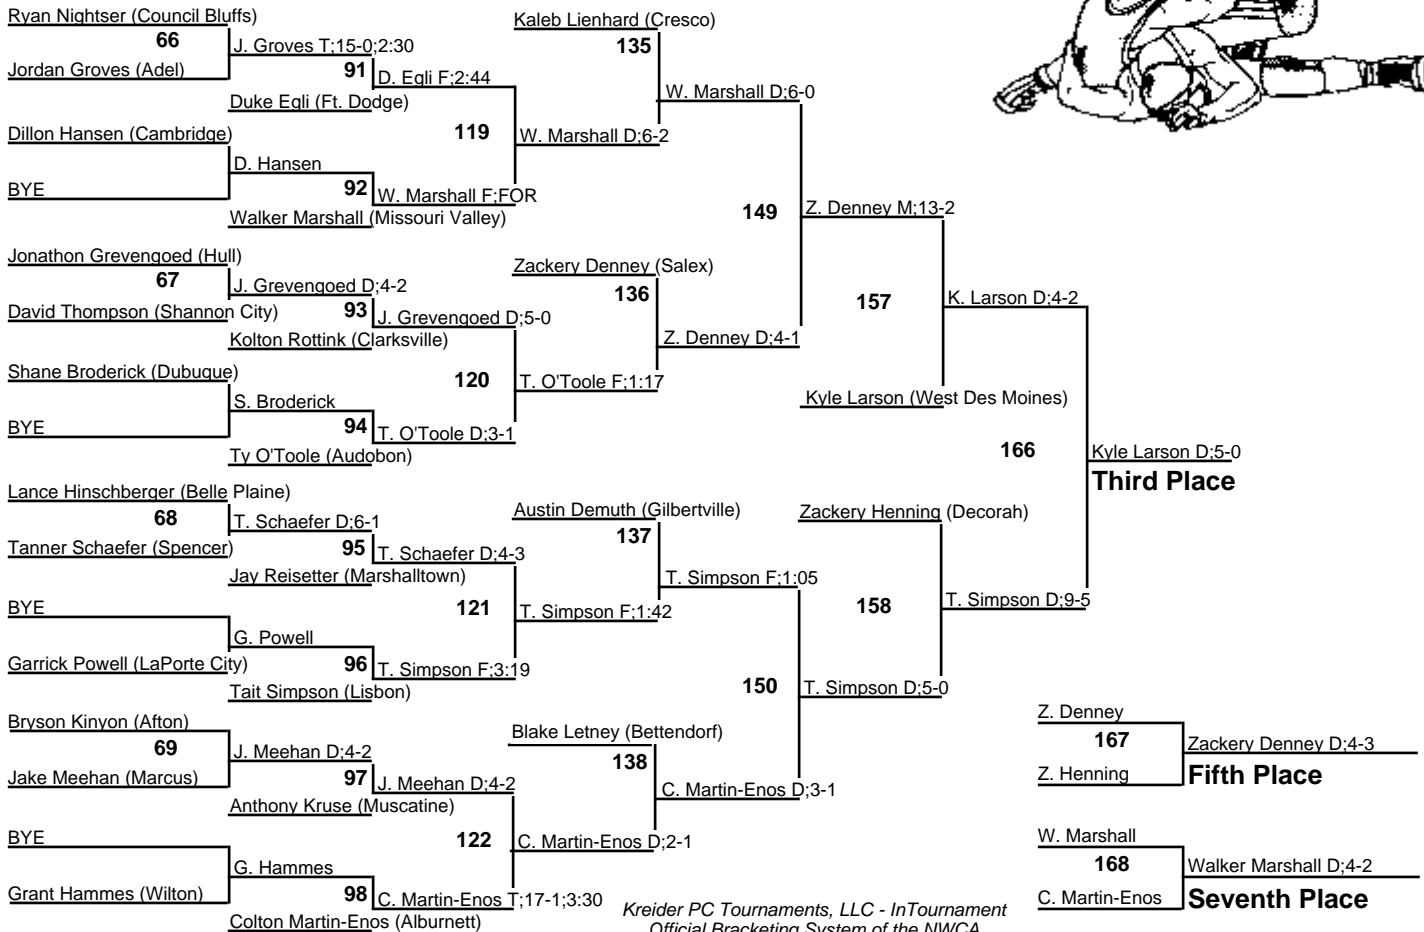 Ryan Nightser (Council Bluffs)
66
Jordan Groves (Adel)
J. Groves T;15-0;2:30
91
Duke Egli (Ft. Dodge)
D. Egli F;2:44
Dillon Hansen (Cambridge)
BYE
D. Hansen
92
Walker Marshall (Missouri Valley)
W. Marshall F;FOR
119
W. Marshall D;6-2
Kaleb Lienhard (Cresco)
135
W. Marshall D;6-0
Jonathon Grevengoed (Hull)
67
David Thompson (Shannon City)
J. Grevengoed D;4-2
93
Kolton Rottink (Clarksville)
J. Grevengoed D;5-0
Shane Broderick (Dubuque)
BYE
S. Broderick
94
Ty O'Toole (Audobon)
T. O'Toole D;3-1
120
T. O'Toole F;1:17
Zackery Denney (Salex)
136
Z. Denney D;4-1
149
Z. Denney M;13-2
157
Kyle Larson (West Des Moines)
K. Larson D;4-2
Lance Hinschberger (Belle Plaine)
68
Tanner Schaefer (Spencer)
T. Schaefer D;6-1
95
Jay Reisetter (Marshalltown)
T. Schaefer D;4-3
BYE
Garrick Powell (LaPorte City)
G. Powell
96
Tait Simpson (Lisbon)
T. Simpson F;3:19
121
T. Simpson F;1:42
Austin Demuth (Gilbertville)
137
T. Simpson F;1:05
Bryson Kinyon (Afton)
69
Jake Meehan (Marcus)
J. Meehan D;4-2
97
Anthony Kruse (Muscatine)
J. Meehan D;4-2
BYE
Grant Hammes (Wilton)
G. Hammes
98
Colton Martin-Enos (Alburnett)
C. Martin-Enos T;17-1;3:30
122
C. Martin-Enos D;2-1
Blake Letney (Bettendorf)
138
C. Martin-Enos D;3-1
150
T. Simpson D;5-0
Zackery Henning (Decorah)
158
T. Simpson D;9-5
166
Kyle Larson D;5-0
Third Place
Z. Denney
167
Z. Henning
Zackery Denney D;4-3
Fifth Place
W. Marshall
168
C. Martin-Enos
Walker Marshall D;4-2
Seventh Place
Kreider PC Tournaments, LLC - InTournament
Official Bracketing System of the NWCA